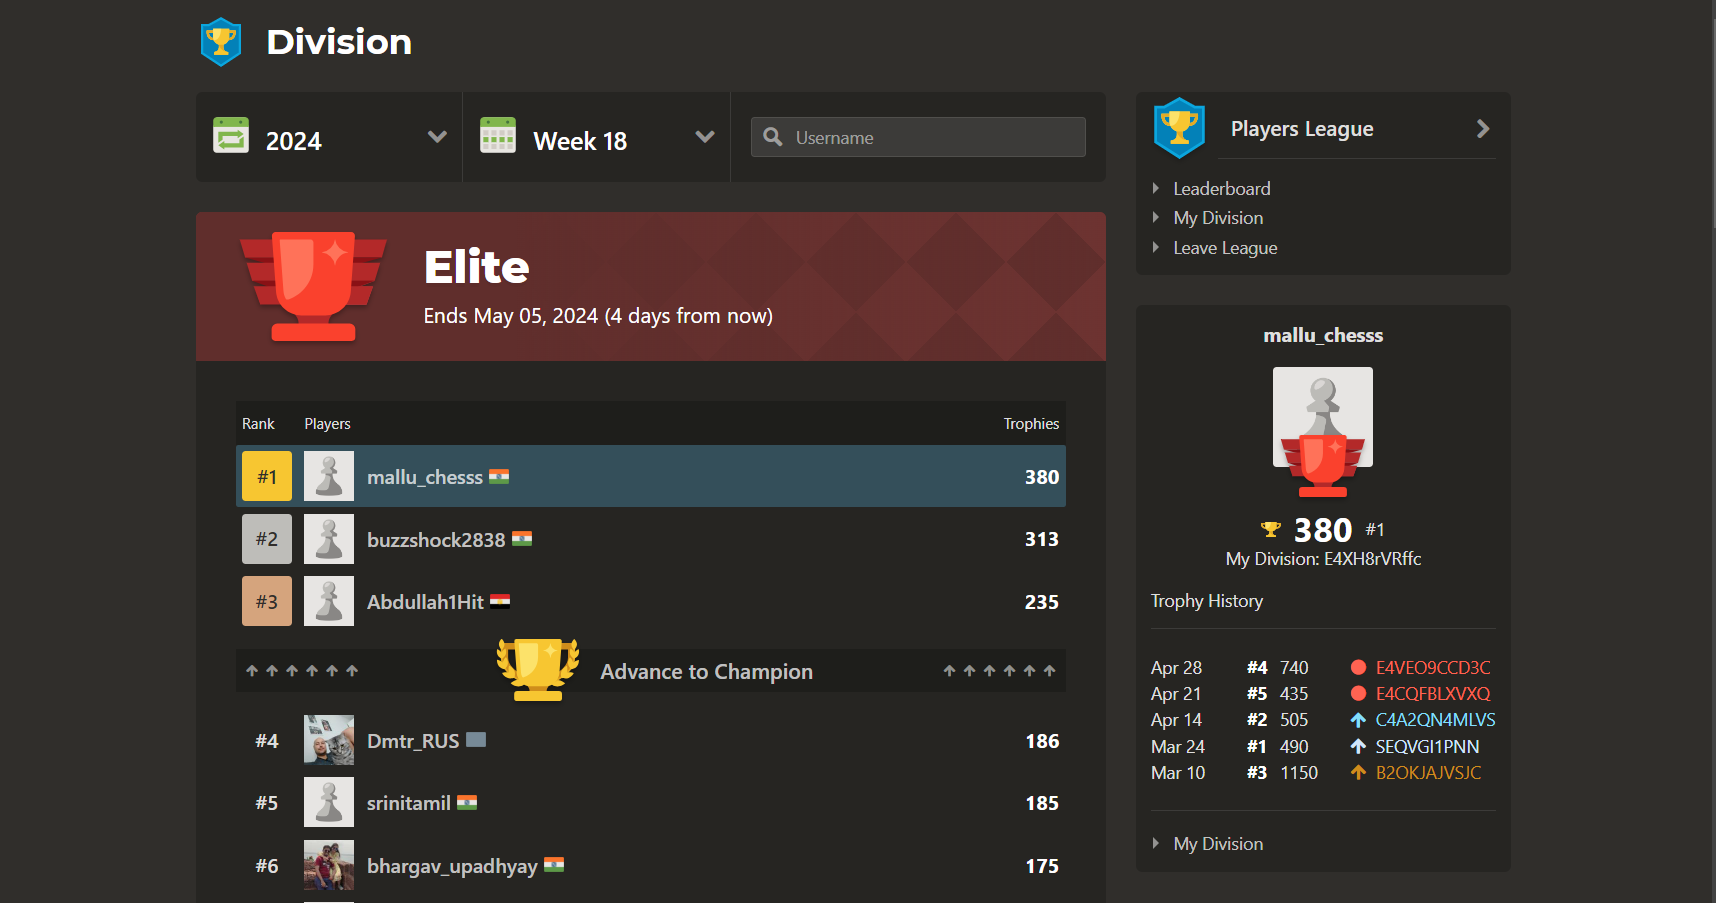 Division
2024
Week 18
Username
Elite
Ends May 05, 2024 (4 days from now)
Rank Players Trophies
#1 mallu_chesss 380
#2 buzzshock2838 313
#3 Abdullah1Hit 235
Advance to Champion
#4 Dmtr_RUS 186
#5 srinitamil 185
#6 bhargav_upadhyay 175
Players League
Leaderboard
My Division
Leave League
mallu_chesss
380 #1
My Division: E4XH8rVRffc
Trophy History
Apr 28 #4 740 E4VEO9CCD3C
Apr 21 #5 435 E4CQFBLXVXQ
Apr 14 #2 505 C4A2QN4MLVS
Mar 24 #1 490 SEQVGI1PNN
Mar 10 #3 1150 B2OKJAJVSJC
My Division